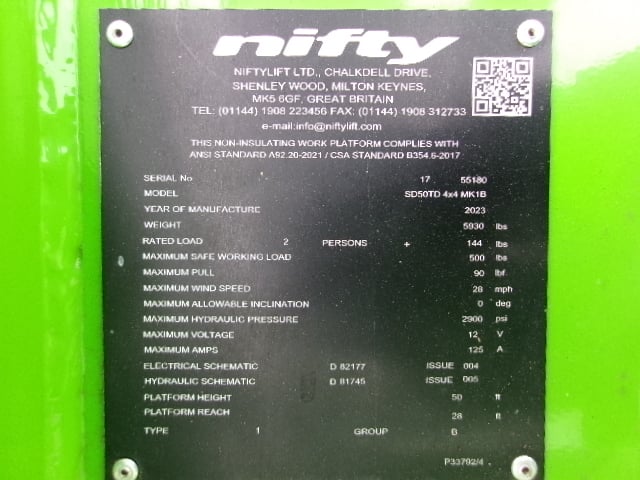 nifty
NIFTYLIFT LTD., CHALKDELL DRIVE,
SHENLEY WOOD, MILTON KEYNES,
MK5 6GF, GREAT BRITAIN
TEL: (01144) 1908 223456 FAX: (01144) 1908 312733
e-mail:info@niftylift.com
THIS NON-INSULATING WORK PLATFORM COMPLIES WITH
ANSI STANDARD A92.20-2021 / CSA STANDARD B354.6-2017
SERIAL No 17 55180
MODEL SD50TD 4x4 MK1B
YEAR OF MANUFACTURE 2023
WEIGHT 5930 lbs
RATED LOAD 2 PERSONS + 144 lbs
MAXIMUM SAFE WORKING LOAD 500 lbs
MAXIMUM PULL 90 lbf
MAXIMUM WIND SPEED 28 mph
MAXIMUM ALLOWABLE INCLINATION 0 deg
MAXIMUM HYDRAULIC PRESSURE 2900 psi
MAXIMUM VOLTAGE 12 V
MAXIMUM AMPS 125 A
ELECTRICAL SCHEMATIC D 82177 ISSUE 004
HYDRAULIC SCHEMATIC D 81745 ISSUE 005
PLATFORM HEIGHT 50 ft
PLATFORM REACH 28 ft
TYPE 1 GROUP B
P33792/4